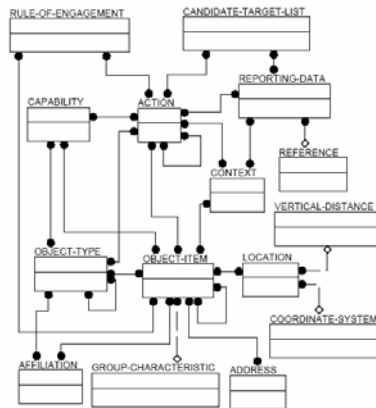 RULE-OF-ENGAGEMENT
CANDIDATE-TARGET-LIST
REPORTING-DATA
CAPABILITY
ACTION
REFERENCE
CONTEXT
VERTICAL-DISTANCE
OBJECT-TYPE
OBJECT-ITEM
LOCATION
COORDINATE-SYSTEM
AFFILIATION
GROUP-CHARACTERISTIC
ADDRESS